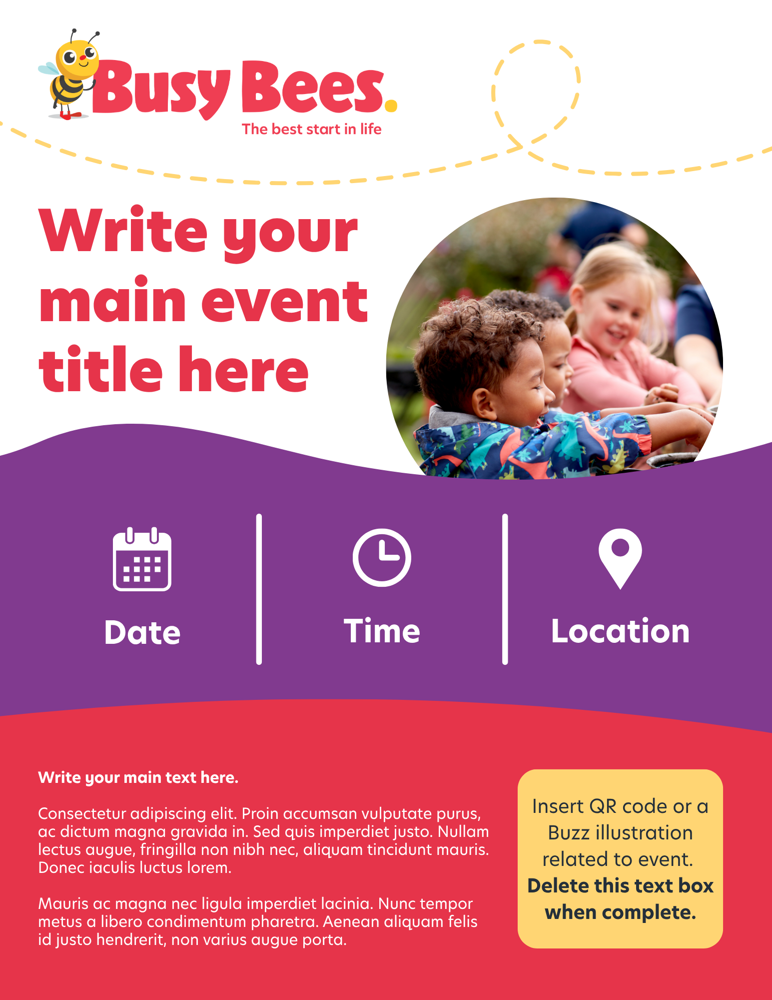 Busy Bees.
The best start in life
Write your
main event
title here
Date
Time
Location
Write your main text here.
Consectetur adipiscing elit. Proin accumsan vulputate purus,
ac dictum magna gravida in. Sed quis imperdiet justo. Nullam
lectus augue, fringilla non nibh nec, aliquam tincidunt mauris.
Donec iaculis luctus lorem.
Mauris ac magna nec ligula imperdiet lacinia. Nunc tempor
metus a libero condimentum pharetra. Aenean aliquam felis
id justo hendrerit, non varius augue porta.
Insert QR code or a
Buzz illustration
related to event.
Delete this text box
when complete.